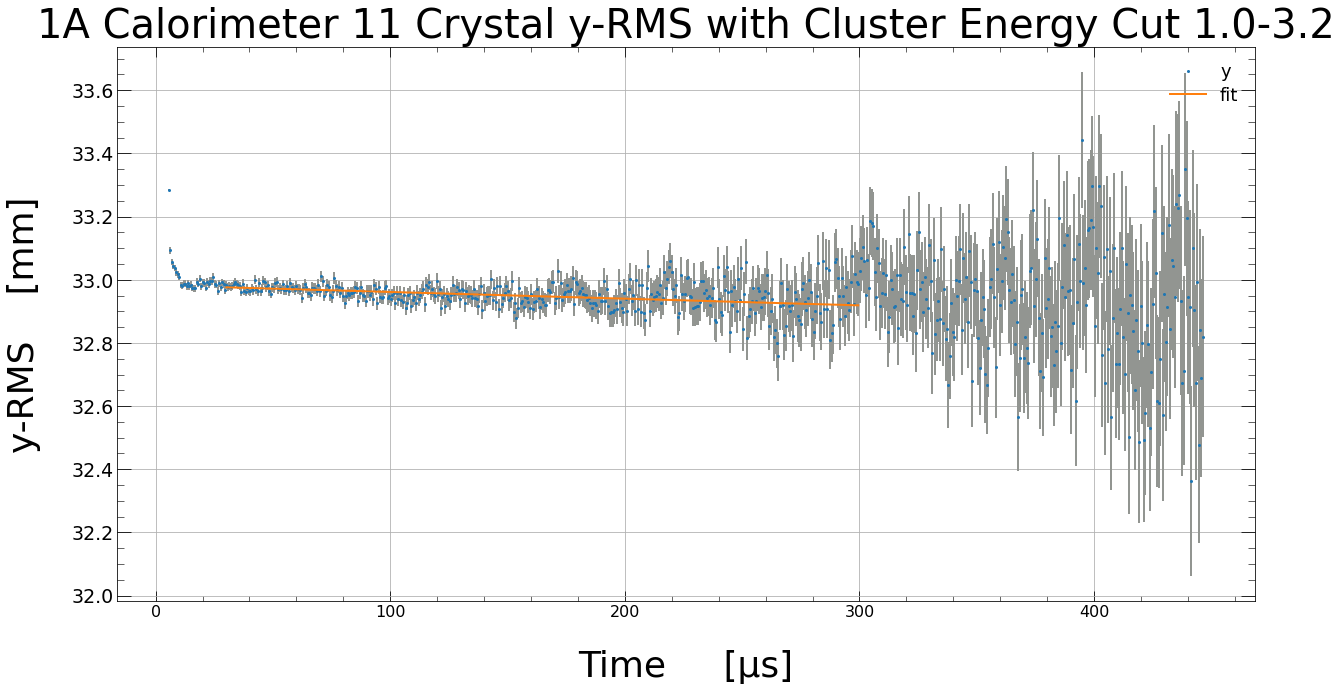 1A Calorimeter 11 Crystal y-RMS with Cluster Energy Cut 1.0-3.2
y
fit
33.6
33.4
33.2
33.0
32.8
32.6
32.4
32.2
32.0
y-RMS [mm]
0 100 200 300 400
Time [μs]